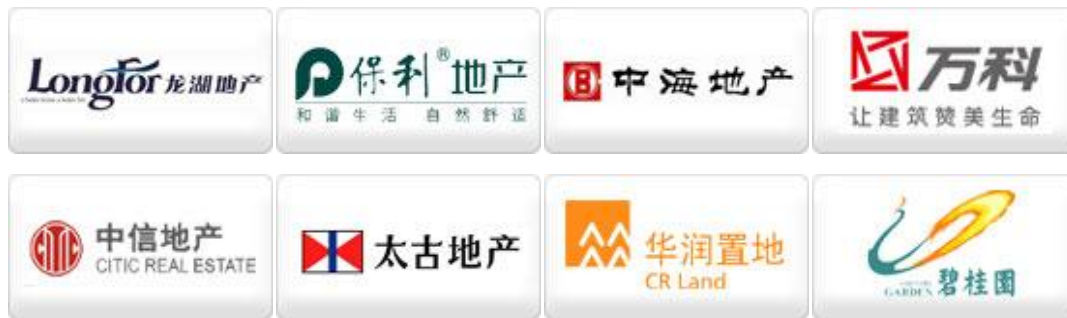 Longfor 龙湖地产
保利®地产
和谐生活 自然舒适
中海地产
万科
让建筑赞美生命
中信地产
CITIC
CITIC REAL ESTATE
太古地产
华润置地
CR Land
GARDEN 碧桂園